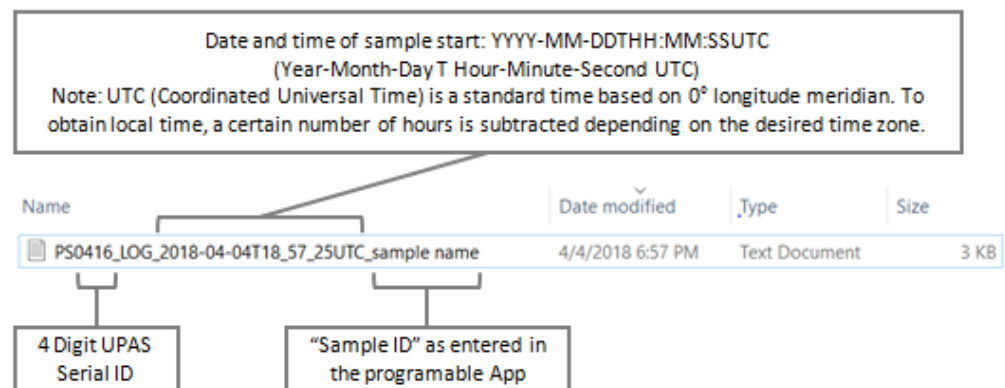 Date and time of sample start: YYYY-MM-DDTHH:MM:SSUTC
(Year-Month-Day T Hour-Minute-Second UTC)
Note: UTC (Coordinated Universal Time) is a standard time based on 0° longitude meridian. To
obtain local time, a certain number of hours is subtracted depending on the desired time zone.
Name Date modified Type Size
PS0416_LOG_2018-04-04T18_57_25UTC_sample name 4/4/2018 6:57 PM Text Document 3 KB
4 Digit UPAS
Serial ID
“Sample ID” as entered in
the programable App